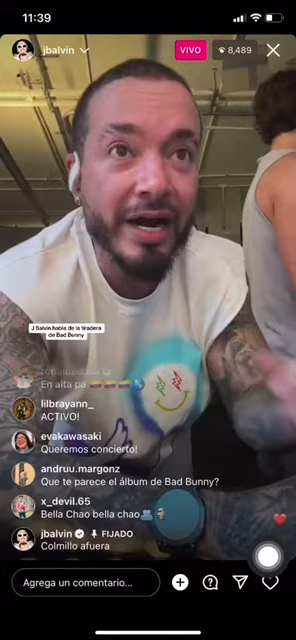 11:39
jbalvin
VIVO
8,489
J Balvin habla de la tiradera
de Bad Bunny
En alta pa
lilbrayann_
ACTIVO!
evakawasaki
Queremos concierto!
andruu.margonz
Que te parece el álbum de Bad Bunny?
x_devil.65
Bella Chao bella chao
jbalvin FIJADO
Colmillo afuera
Agrega un comentario...